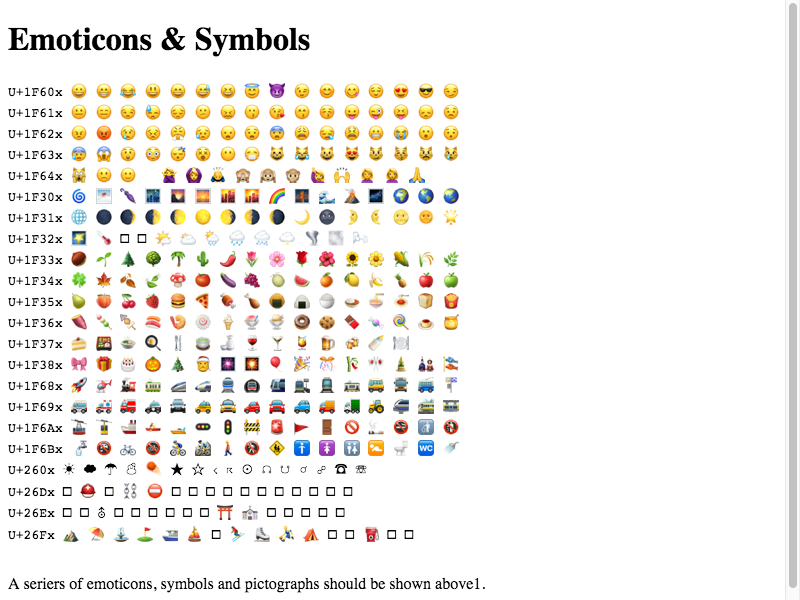 Emoticons & Symbols
U+1F60x
U+1F61x
U+1F62x
U+1F63x
U+1F64x
U+1F30x
U+1F31x
U+1F32x
U+1F33x
U+1F34x
U+1F35x
U+1F36x
U+1F37x
U+1F38x
U+1F68x
U+1F69x
U+1F6Ax
U+1F6Bx
U+260x
U+26Dx
U+26Ex
U+26Fx
A seriers of emoticons, symbols and pictographs should be shown above1.